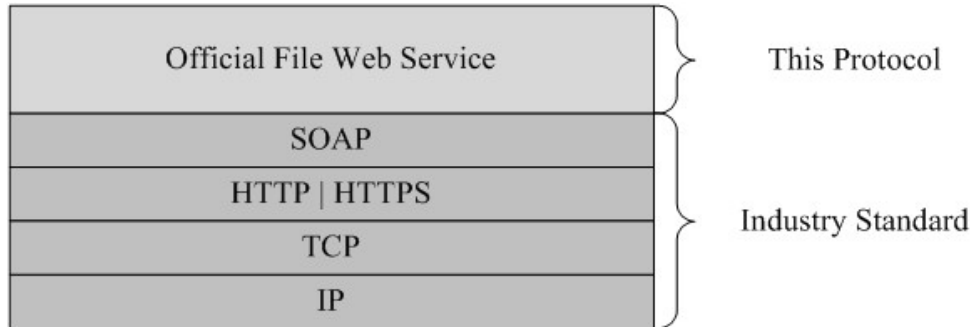 Official File Web Service
This Protocol
SOAP
HTTP | HTTPS
TCP
IP
Industry Standard